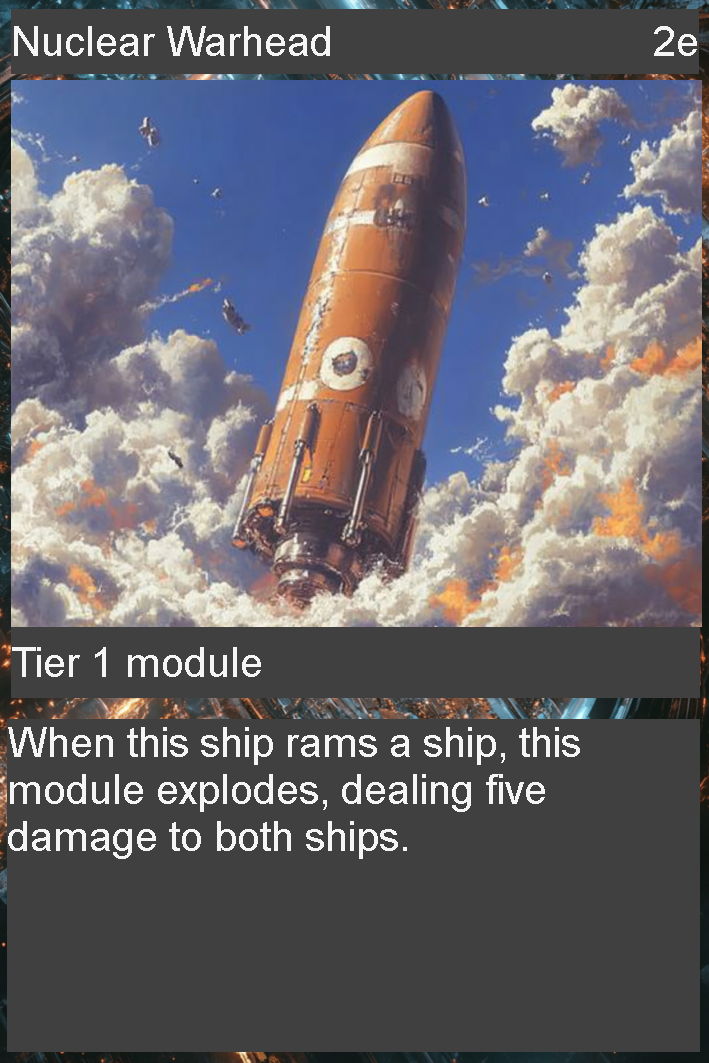 Nuclear Warhead 2e
Tier 1 module
When this ship rams a ship, this
module explodes, dealing five
damage to both ships.